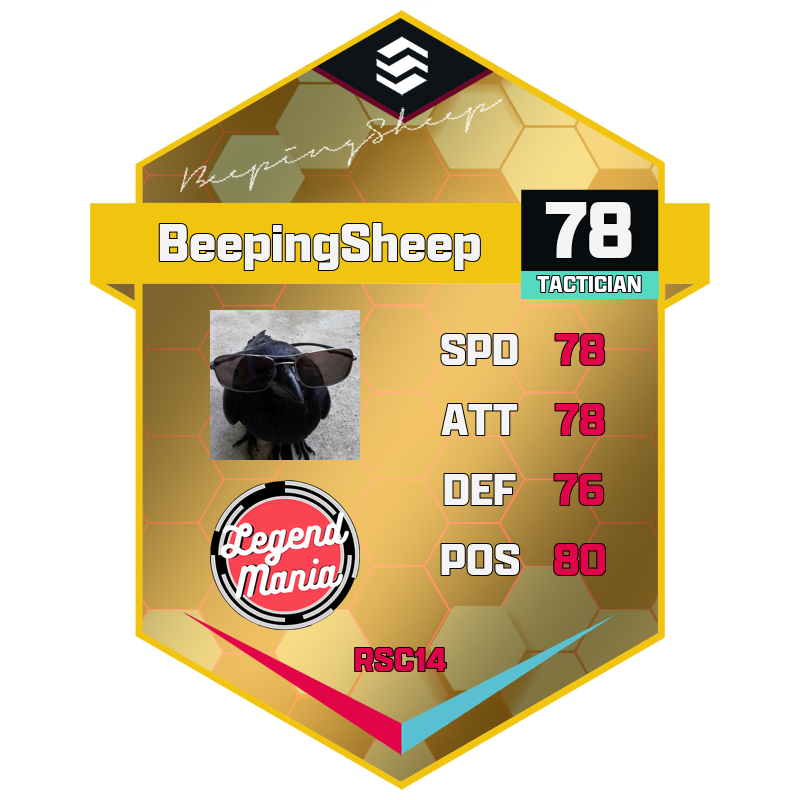 BeepingSheep
BeepingSheep
78
TACTICIAN
SPD 78
ATT 78
DEF 76
POS 80
Legend
Mania
RSC14